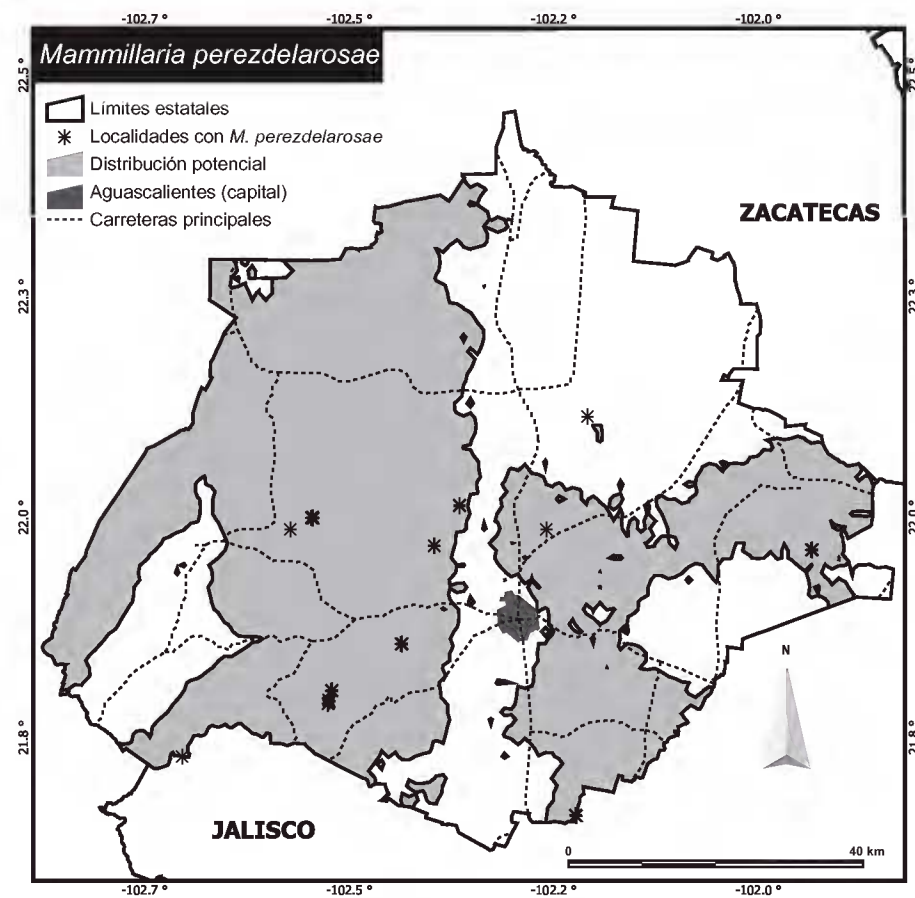 -102.7 ° -102.5 ° -102.2 ° -102.0 °
Mammillaria perezdelarosae
22.5 ° 22.5 °
Límites estatales
Localidades con M. perezdelarosae
Distribución potencial
Aguascalientes (capital)
Carreteras principales
ZACATECAS
22.3 ° 22.3 °
22.0 ° 22.0 °
N
21.8 ° 21.8 °
JALISCO
0 40 km
-102.7 ° -102.5 ° -102.2 ° -102.0 °